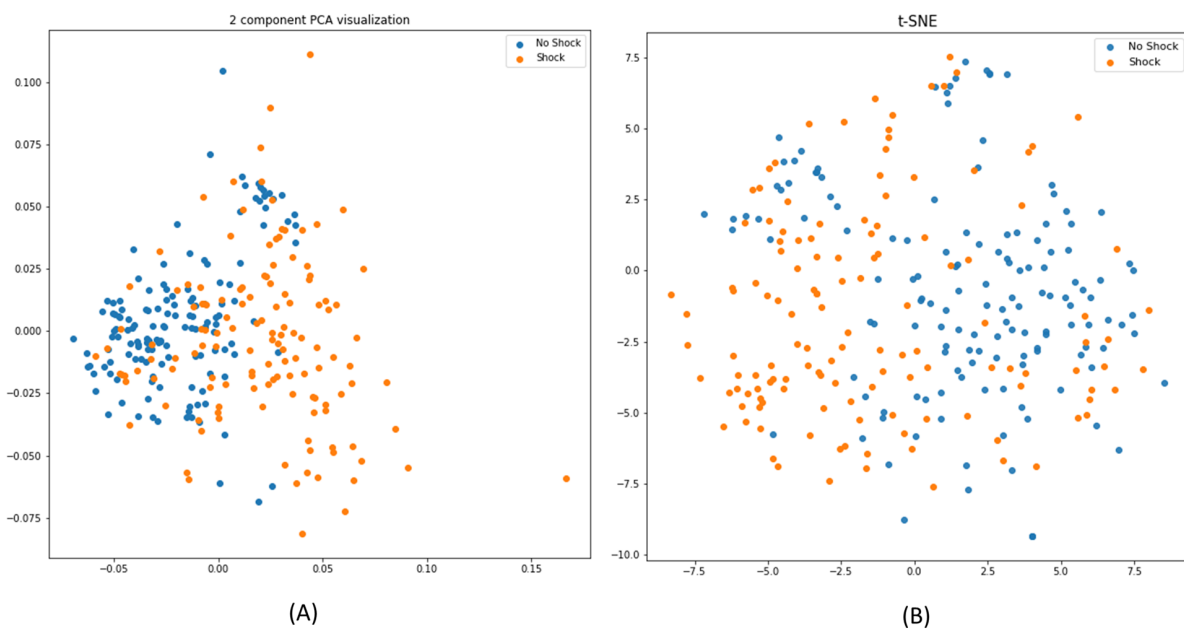 2 component PCA visualization
No Shock
Shock
0.100
0.075
0.050
0.025
0.000
−0.025
−0.050
−0.075
−0.05 0.00 0.05 0.10 0.15
(A)
t-SNE
No Shock
Shock
7.5
5.0
2.5
0.0
−2.5
−5.0
−7.5
−10.0
−7.5 −5.0 −2.5 0.0 2.5 5.0 7.5
(B)